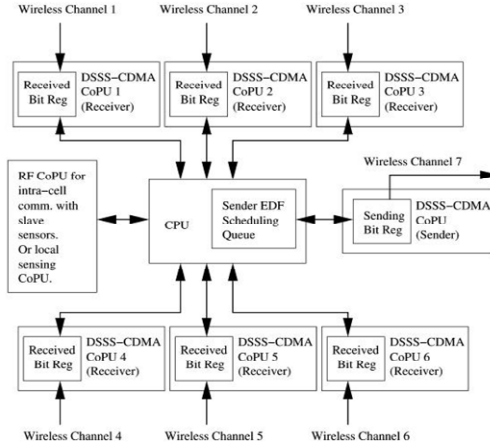 Wireless Channel 1
Wireless Channel 2
Wireless Channel 3
Received
Bit Reg
DSSS-CDMA
CoPU 1
(Receiver)
Received
Bit Reg
DSSS-CDMA
CoPU 2
(Receiver)
Received
Bit Reg
DSSS-CDMA
CoPU 3
(Receiver)
RF CoPU for
intra-cell
comm. with
slave
sensors.
Or local
sensing
CoPU.
CPU
Sender EDF
Scheduling
Queue
Wireless Channel 7
Sending
Bit Reg
DSSS-CDMA
CoPU
(Sender)
Received
Bit Reg
DSSS-CDMA
CoPU 4
(Receiver)
Received
Bit Reg
DSSS-CDMA
CoPU 5
(Receiver)
Received
Bit Reg
DSSS-CDMA
CoPU 6
(Receiver)
Wireless Channel 4
Wireless Channel 5
Wireless Channel 6